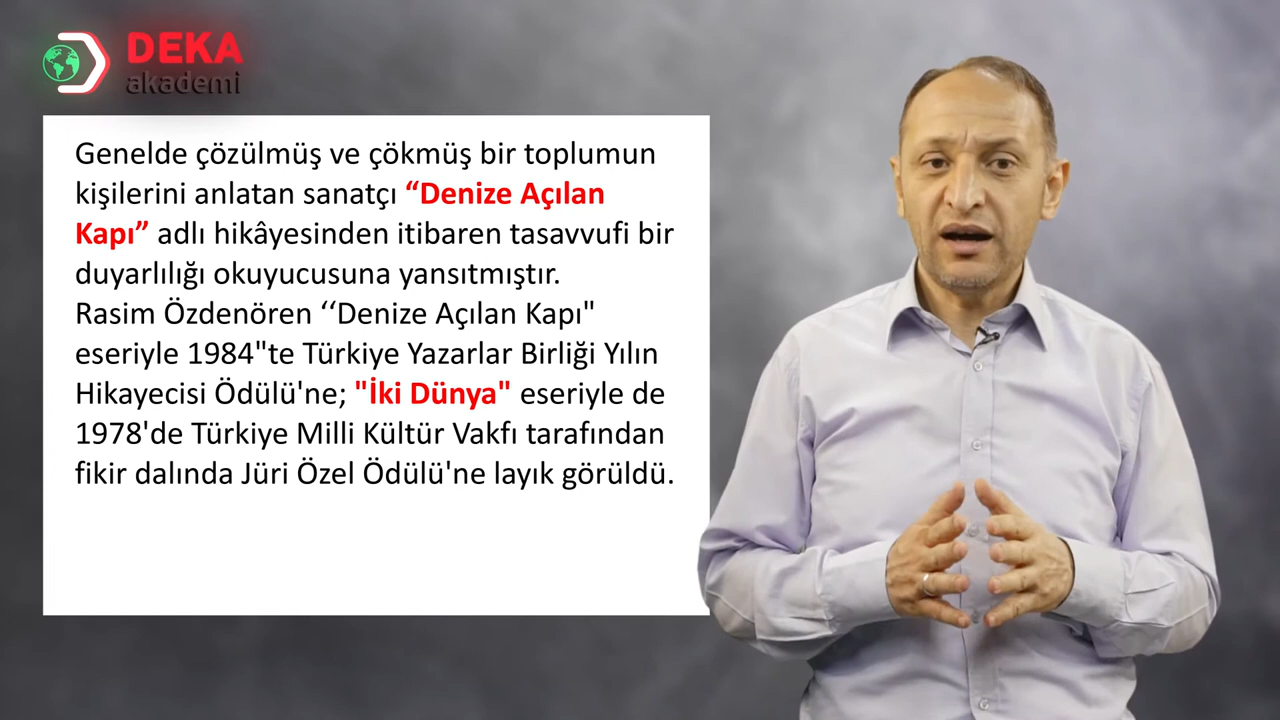 DEKA
akademi
Genelde çözülmüş ve çökmüş bir toplumun
kişilerini anlatan sanatçı “Denize Açılan
Kapı” adlı hikâyesinden itibaren tasavvufi bir
duyarlılığı okuyucusuna yansıtmıştır.
Rasim Özdenören ‘‘Denize Açılan Kapı"
eseriyle 1984"te Türkiye Yazarlar Birliği Yılın
Hikayecisi Ödülü'ne; "İki Dünya" eseriyle de
1978'de Türkiye Milli Kültür Vakfı tarafından
fikir dalında Jüri Özel Ödülü'ne layık görüldü.